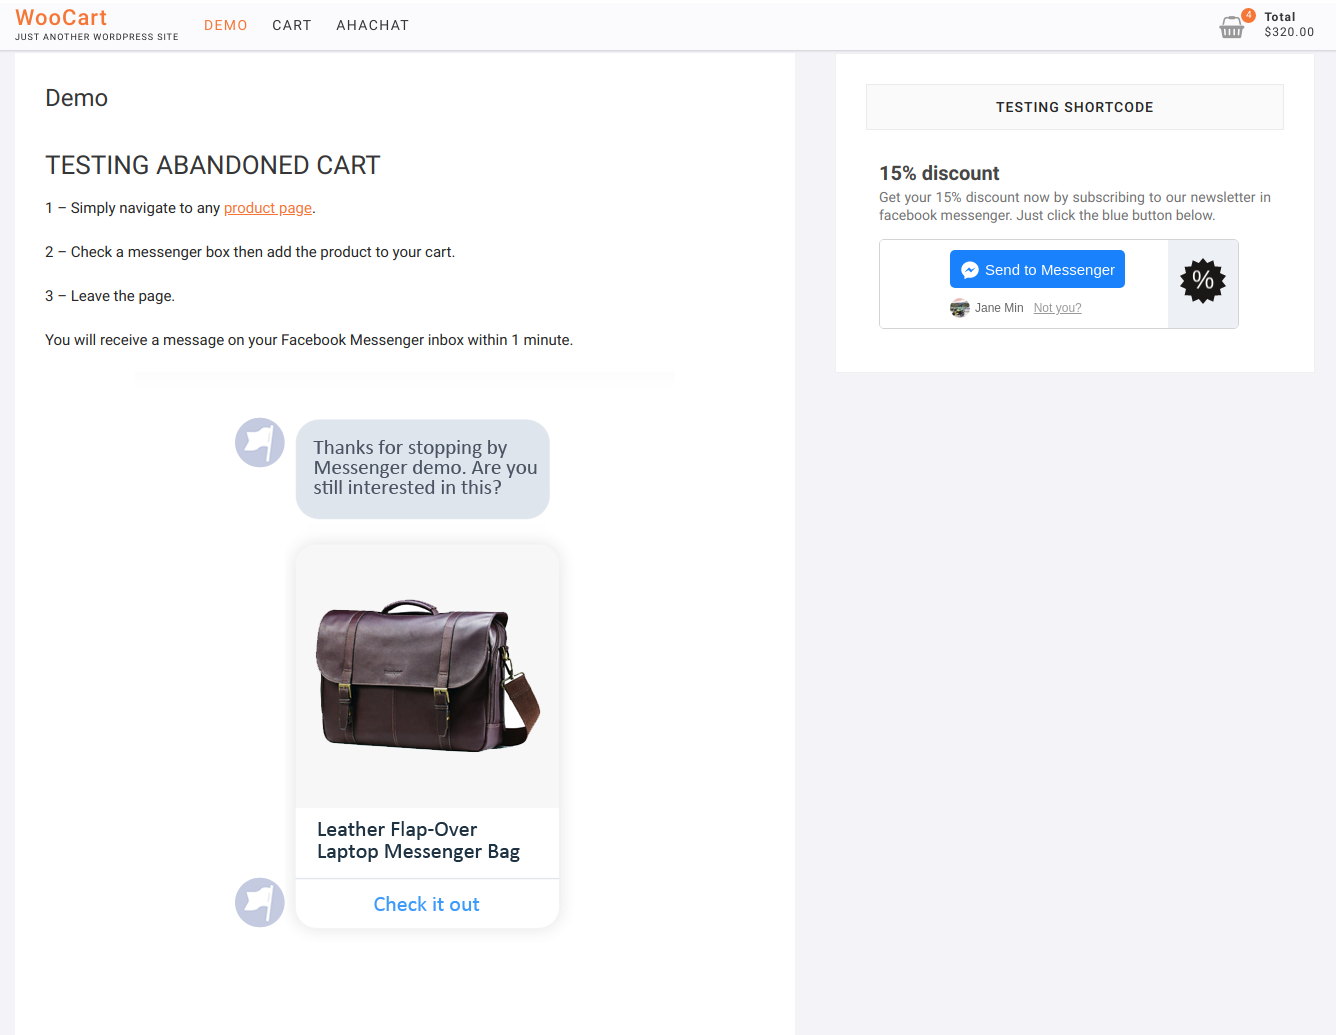 WooCart
JUST ANOTHER WORDPRESS SITE
DEMO
CART
AHACHAT
4
Total
$320.00
Demo
TESTING ABANDONED CART
1 – Simply navigate to any product page.
2 – Check a messenger box then add the product to your cart.
3 – Leave the page.
You will receive a message on your Facebook Messenger inbox within 1 minute.
Thanks for stopping by
Messenger demo. Are you
still interested in this?
Leather Flap-Over
Laptop Messenger Bag
Check it out
TESTING SHORTCODE
15% discount
Get your 15% discount now by subscribing to our newsletter in
facebook messenger. Just click the blue button below.
Send to Messenger
%
Jane Min Not you?